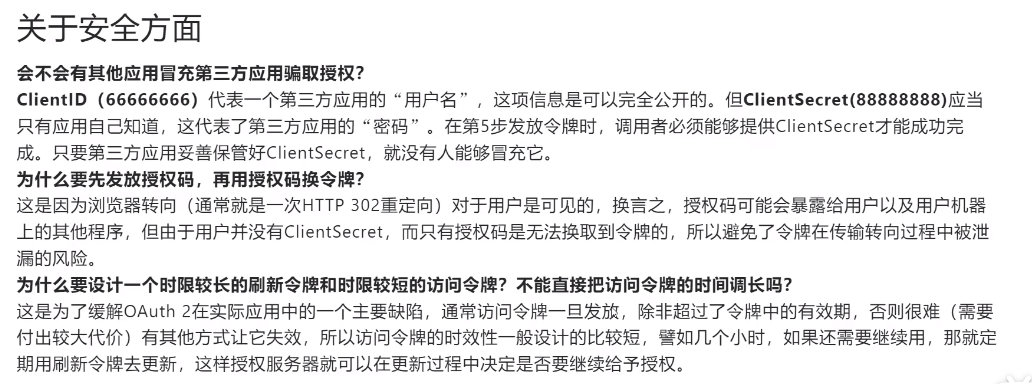 关于安全方面
会不会有其他应用冒充第三方应用骗取授权？
ClientID（66666666）代表一个第三方应用的“用户名”，这项信息是可以完全公开的。但ClientSecret(88888888)应当
只有应用自己知道，这代表了第三方应用的“密码”。在第5步发放令牌时，调用者必须能够提供ClientSecret才能成功完
成。只要第三方应用妥善保管好ClientSecret，就没有人能够冒充它。
为什么要先发放授权码，再用授权码换令牌？
这是因为浏览器转向（通常就是一次HTTP 302重定向）对于用户是可见的，换言之，授权码可能会暴露给用户以及用户机器
上的其他程序，但由于用户并没有ClientSecret，而只有授权码是无法换取到令牌的，所以避免了令牌在传输转向过程中被泄
漏的风险。
为什么要设计一个时限较长的刷新令牌和时限较短的访问令牌？不能直接把访问令牌的时间调长吗？
这是为了缓解OAuth 2在实际应用中的一个主要缺陷，通常访问令牌一旦发放，除非超过了令牌中的有效期，否则很难（需要
付出较大代价）有其他方式让它失效，所以访问令牌的时效性一般设计的比较短，譬如几个小时，如果还需要继续用，那就定
期用刷新令牌去更新，这样授权服务器就可以在更新过程中决定是否要继续给予授权。